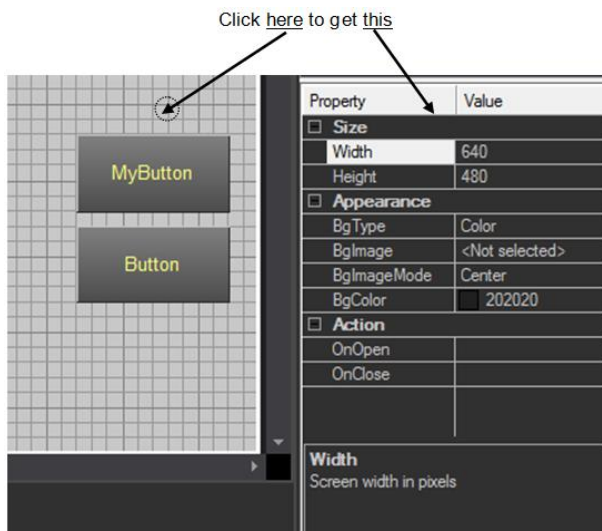 Click here to get this
MyButton
Button
Property Value
Size
Width 640
Height 480
Appearance
BgType Color
BgImage <Not selected>
BgImageMode Center
BgColor 202020
Action
OnOpen
OnClose
Width
Screen width in pixels